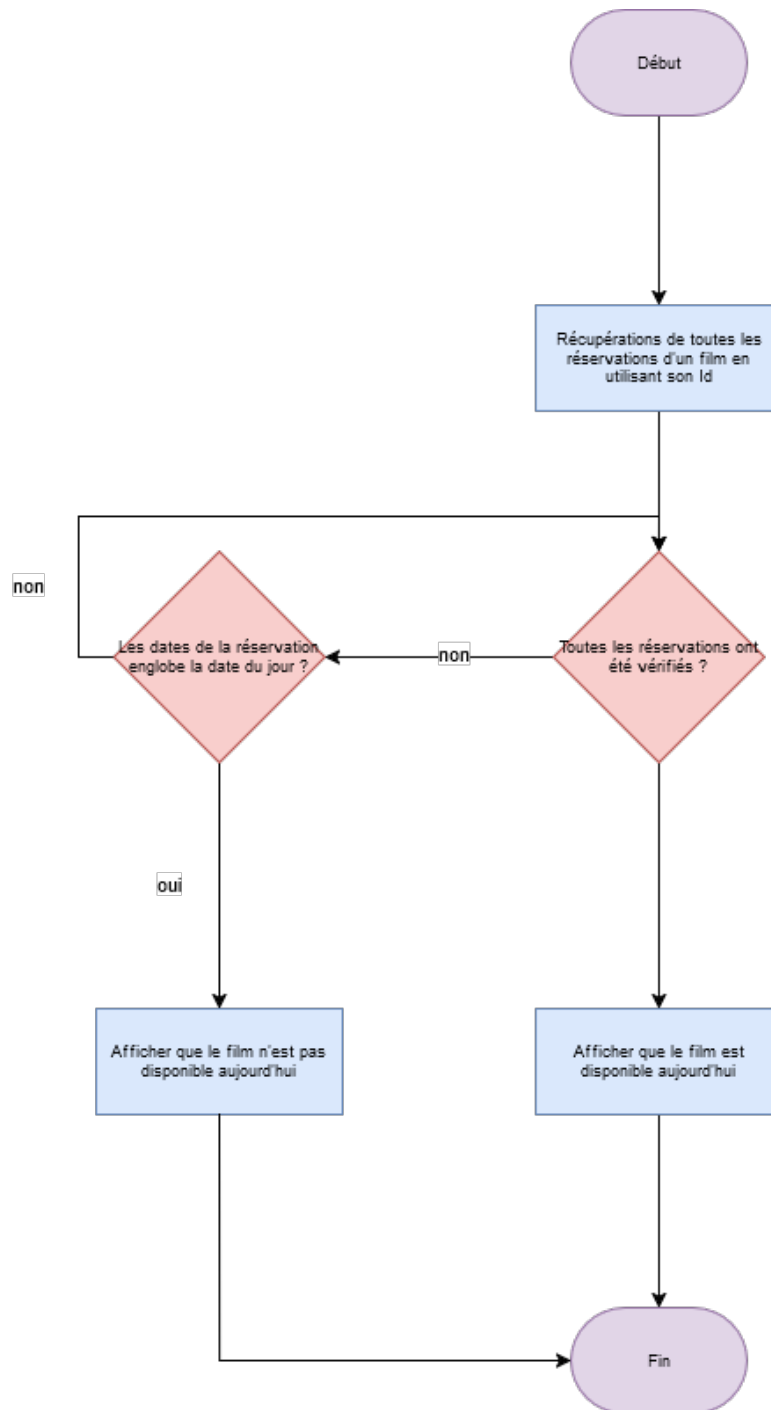 Début
Récupérations de toutes les
réservations d'un film en
utilisant son Id
non
Les dates de la réservation
englobe la date du jour ?
non
Toutes les réservations ont
été vérifiés ?
oui
Afficher que le film n'est pas
disponible aujourd'hui
Afficher que le film est
disponible aujourd'hui
Fin